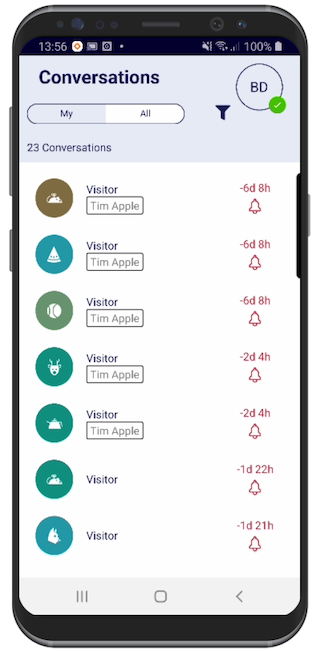 13:56 100%
Conversations
BD
My All
23 Conversations
Visitor -6d 8h
Tim Apple
Visitor -6d 8h
Tim Apple
Visitor -6d 8h
Tim Apple
Visitor -2d 4h
Tim Apple
Visitor -2d 4h
Tim Apple
Visitor -1d 22h
Visitor -1d 21h